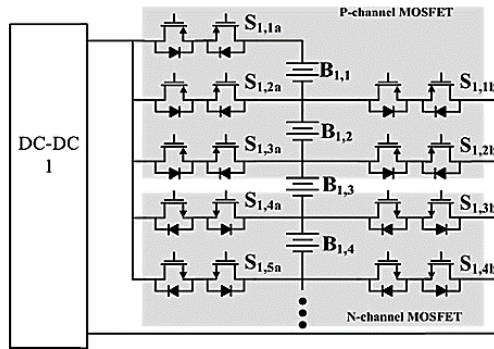 P-channel MOSFET
S1,1a
B1,1
S1,2a
S1,1b
B1,2
DC-DC
1
S1,3a
S1,2b
B1,3
S1,4a
S1,3b
B1,4
S1,5a
S1,4b
N-channel MOSFET